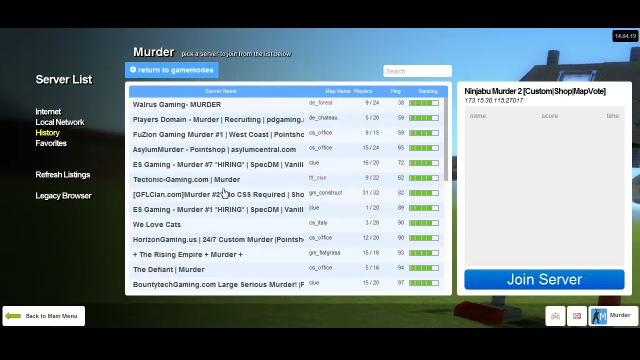 14.04.19
Murder - pick a server to join from the list below
return to gamemodes
Search
Server List
Internet
Local Network
History
Favorites
Refresh Listings
Legacy Browser
Server Name Map Name Players Ping Ranking
Walrus Gaming- MURDER de_forest 9 / 24 38
Players Domain - Murder | Recruiting | pdgaming. de_chateau 5 / 20 59
FuZion Gaming Murder #1 | West Coast | Pointsho cs_office 9 / 15 59
AsylumMurder - Pointshop | asylumcentral.com cs_office 15 / 24 65
ES Gaming - Murder #7 *HIRING* | SpecDM | Vanill clue 16 / 20 72
Tectonic-Gaming.com | Murder 9 / 22 62
[GFLClan.com]Murder #2 No CSS Required | Sho gm_construct 31 / 32 82
ES Gaming - Murder #1 *HIRING* | SpecDM | Vanill clue 1 / 20 89
We Love Cats cs_italy 3 / 20 90
HorizonGaming.us | 24/7 Custom Murder |Pointsh cs_office 12 / 20 90
+ The Rising Empire + Murder + gm_flatgrass 15 / 16 93
The Defiant | Murder cs_office 5 / 16 94
BountytechGaming.com Large Serious Murder! |F clue 15 / 20 97
Ninjabu Murder 2 [Custom|Shop|MapVote]
173.15.30.115:27017
name score time
Join Server
Back to Main Menu
Murder